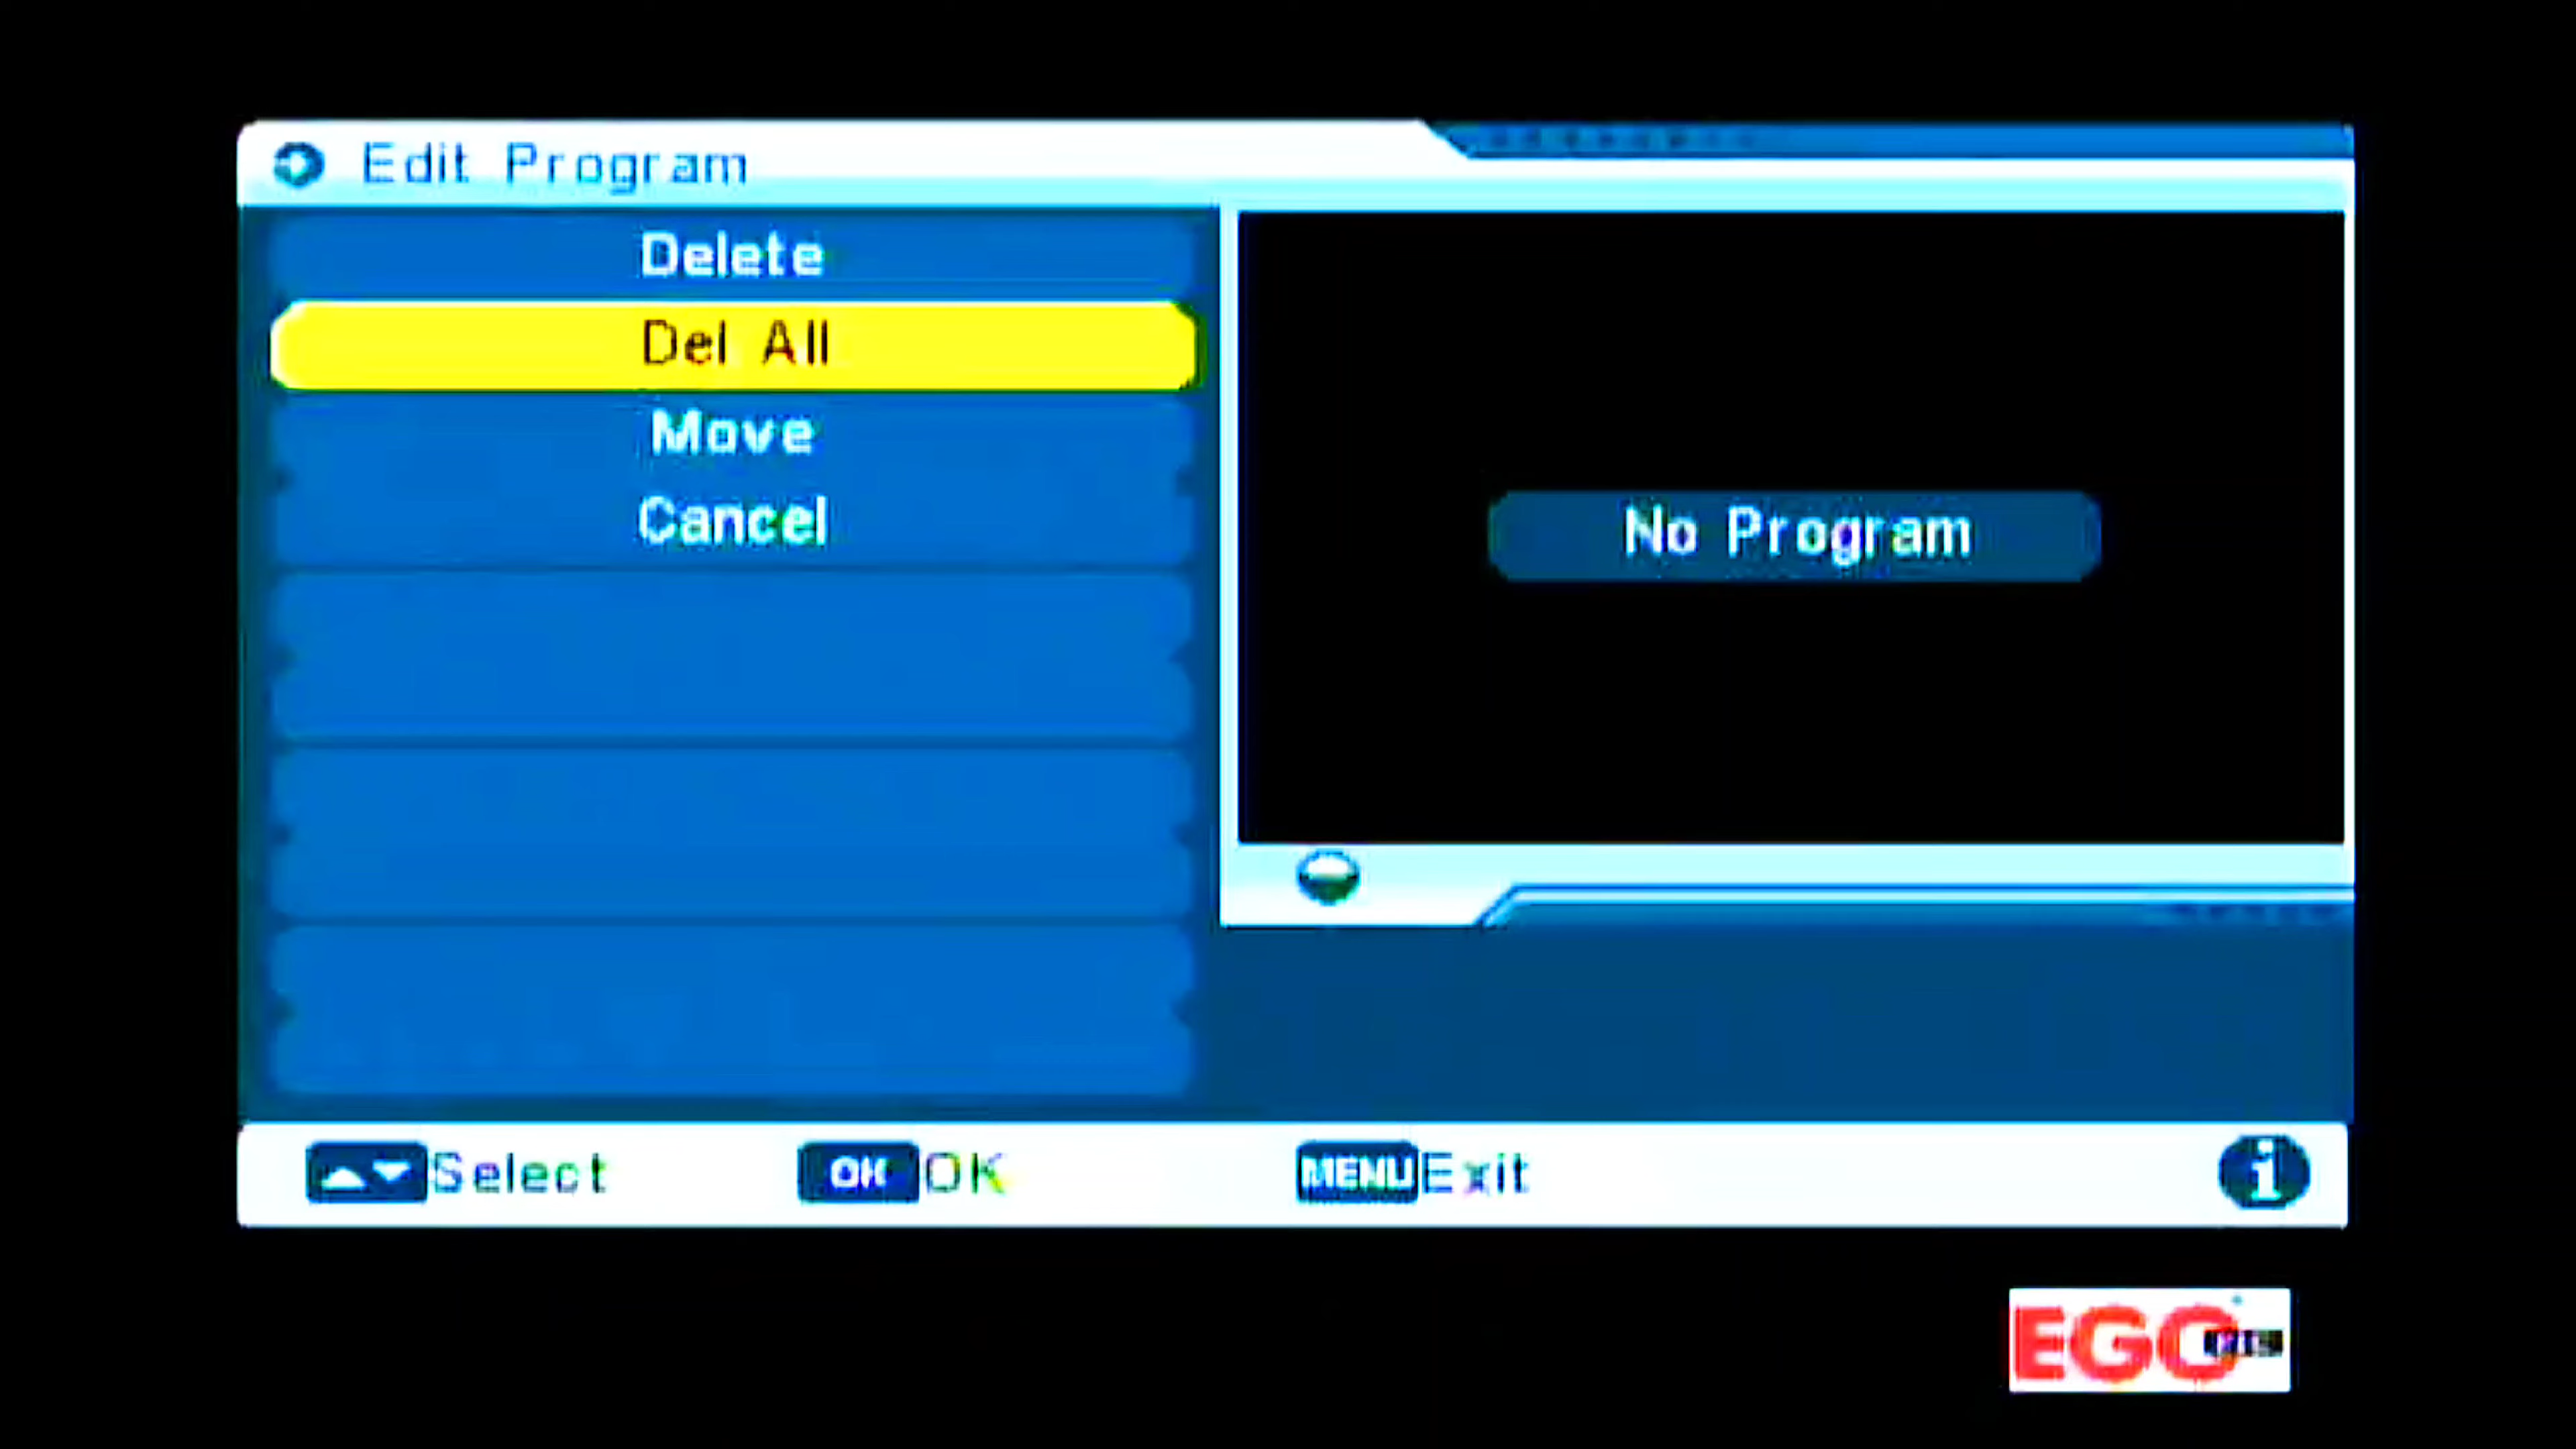 Edit Program
Delete
Del All
Move
Cancel
No Program
Select
OK OK
MENU Exit
i
EGO